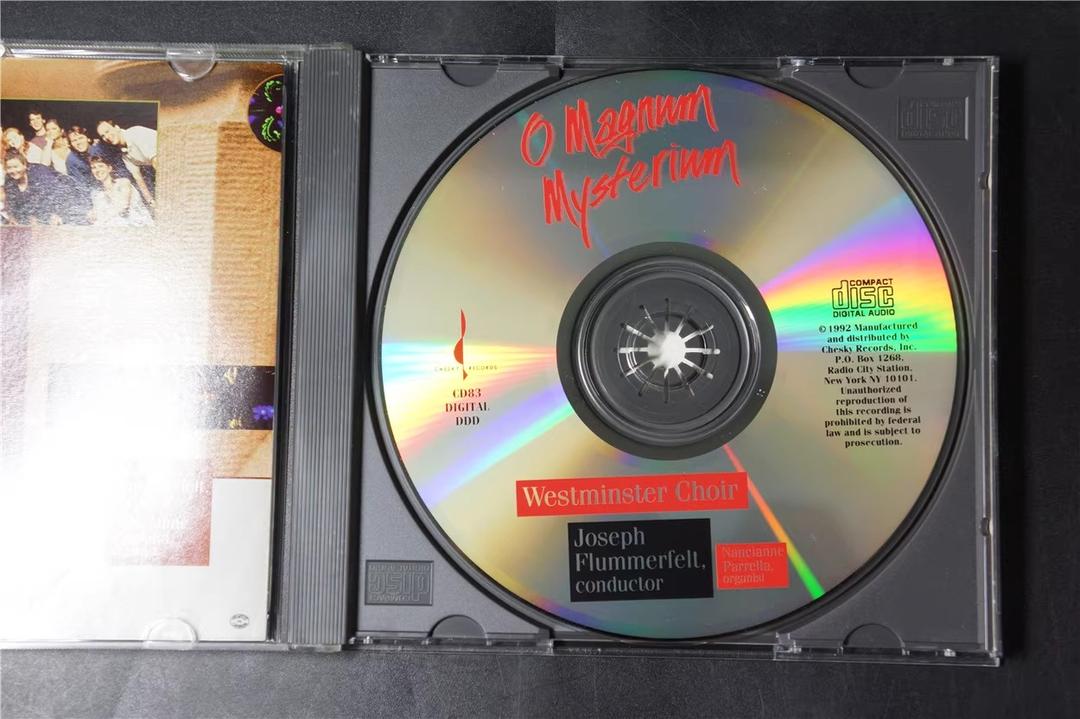 O Magnum
Mysterium
COMPACT
disc
DIGITAL AUDIO
©1992 Manufactured
and distributed by
Chesky Records, Inc.
P.O. Box 1268.
Radio City Station.
New York NY 10101.
Unauthorized
reproduction of
this recording is
prohibited by federal
law and is subject to
prosecution.
CHESKY RECORDS
CD83
DIGITAL
DDD
Westminster Choir
Joseph
Flummerfelt,
conductor
Nancianne
Parrella,
organist